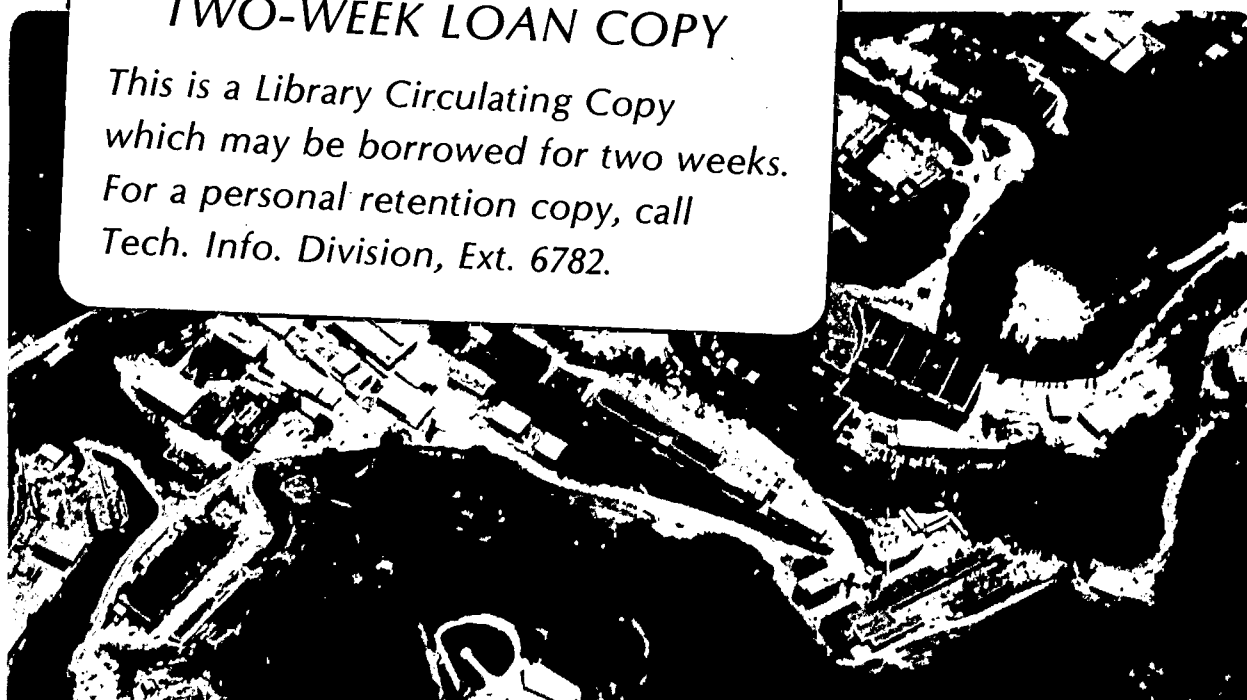 TWO-WEEK LOAN COPY
This is a Library Circulating Copy
which may be borrowed for two weeks.
For a personal retention copy, call
Tech. Info. Division, Ext. 6782.